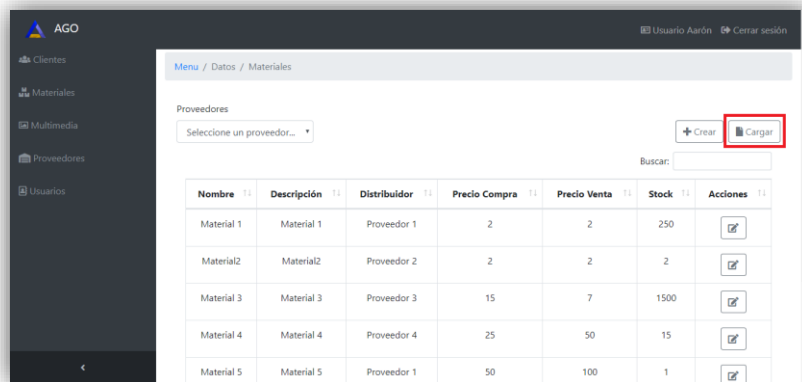 AGO
Usuario Aarón Cerrar sesión
Clientes
Materiales
Multimedia
Proveedores
Usuarios
Menu / Datos / Materiales
Proveedores
Seleccione un proveedor...
Crear Cargar
Buscar:
Nombre Descripción Distribuidor Precio Compra Precio Venta Stock Acciones
Material 1 Material 1 Proveedor 1 2 2 250
Material2 Material2 Proveedor 2 2 2 2
Material 3 Material 3 Proveedor 3 15 7 1500
Material 4 Material 4 Proveedor 4 25 50 15
Material 5 Material 5 Proveedor 1 50 100 1